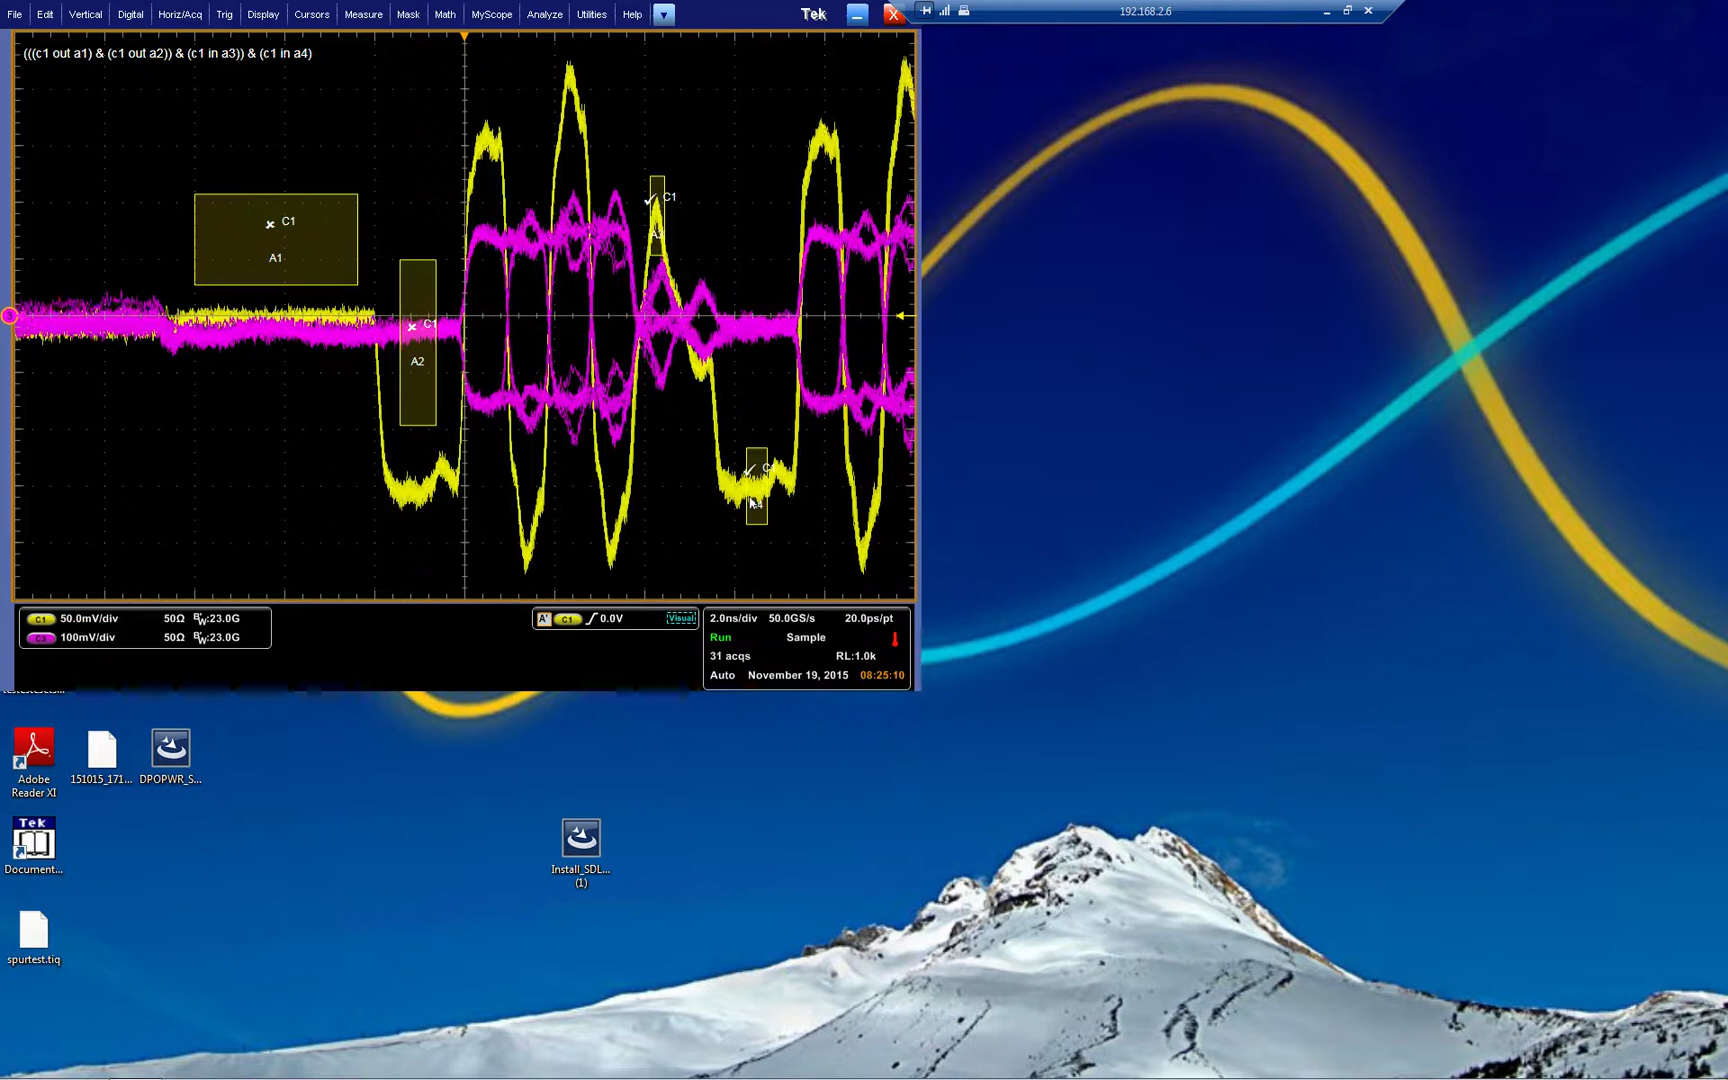 File Edit Vertical Digital Horiz/Acq Trig Display Cursors Measure Mask Math MyScope Analyze Utilities Help Tek X 192.168.2.6
(((c1 out a1) & (c1 out a2)) & (c1 in a3)) & (c1 in a4)
C1
C1
A1
C1
A2
C1
3
C1 50.0mV/div 50Ω BW:23.0G
C3 100mV/div 50Ω BW:23.0G
A' C1 0.0V Visual
2.0ns/div 50.0GS/s 20.0ps/pt
Run Sample
31 acqs RL:1.0k
Auto November 19, 2015 08:25:10
Adobe Reader XI
151015_171...
DPOPWR_S...
Tek
Document...
Install_SDL... (1)
spurtest.tiq